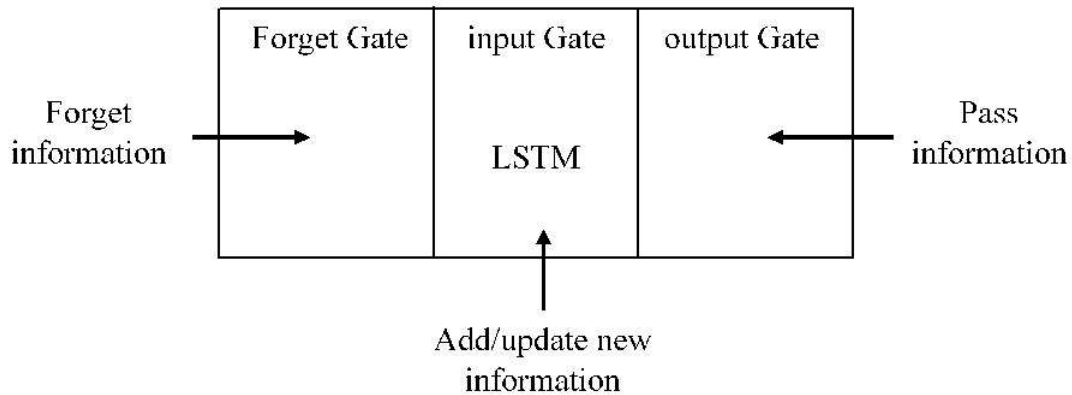 Forget Gate
input Gate
output Gate
Forget
information
LSTM
Pass
information
Add/update new
information